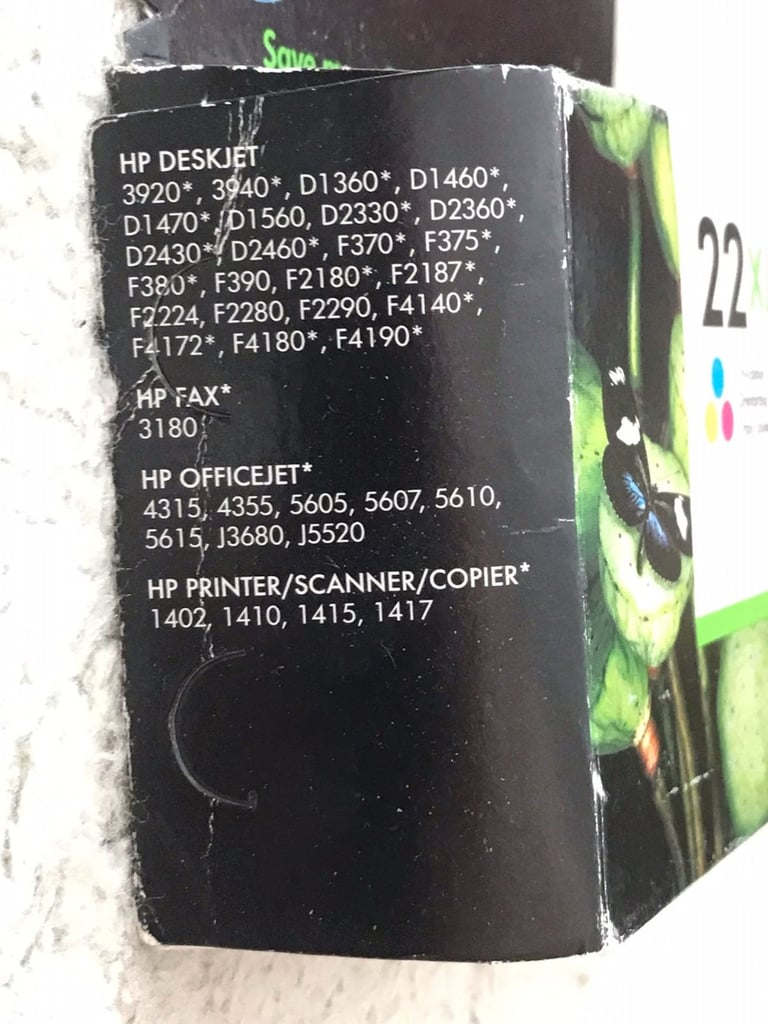 Save
HP DESKJET
3920*, 3940*, D1360*, D1460*,
D1470*, D1560, D2330*, D2360*,
D2430*, D2460*, F370*, F375*,
F380*, F390, F2180*, F2187*,
F2224, F2280, F2290, F4140*,
F4172*, F4180*, F4190*
HP FAX*
3180
HP OFFICEJET*
4315, 4355, 5605, 5607, 5610,
5615, J3680, J5520
HP PRINTER/SCANNER/COPIER*
1402, 1410, 1415, 1417
22